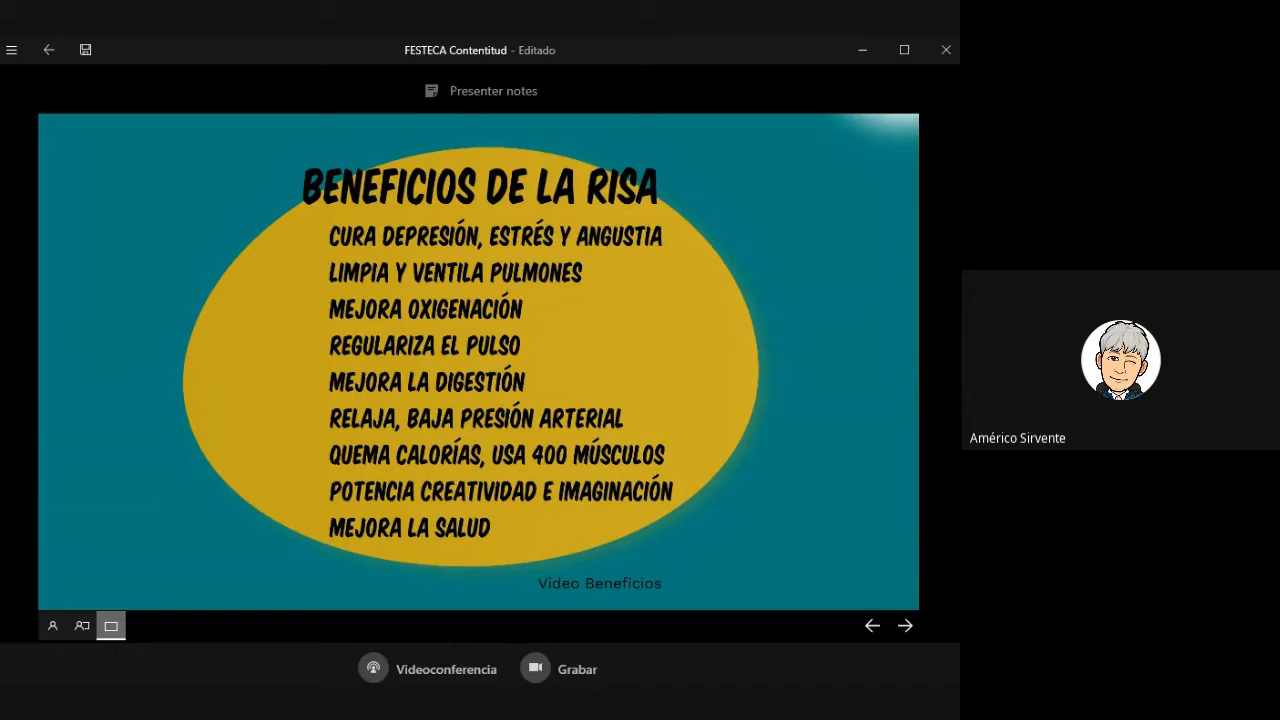 FESTECA Contentitud - Editado
Presenter notes
BENEFICIOS DE LA RISA
CURA DEPRESIÓN, ESTRÉS Y ANGUSTIA
LIMPIA Y VENTILA PULMONES
MEJORA OXIGENACIÓN
REGULARIZA EL PULSO
MEJORA LA DIGESTIÓN
RELAJA, BAJA PRESIÓN ARTERIAL
QUEMA CALORÍAS, USA 400 MÚSCULOS
POTENCIA CREATIVIDAD E IMAGINACIÓN
MEJORA LA SALUD
Video Beneficios
Américo Sirvente
Videoconferencia
Grabar